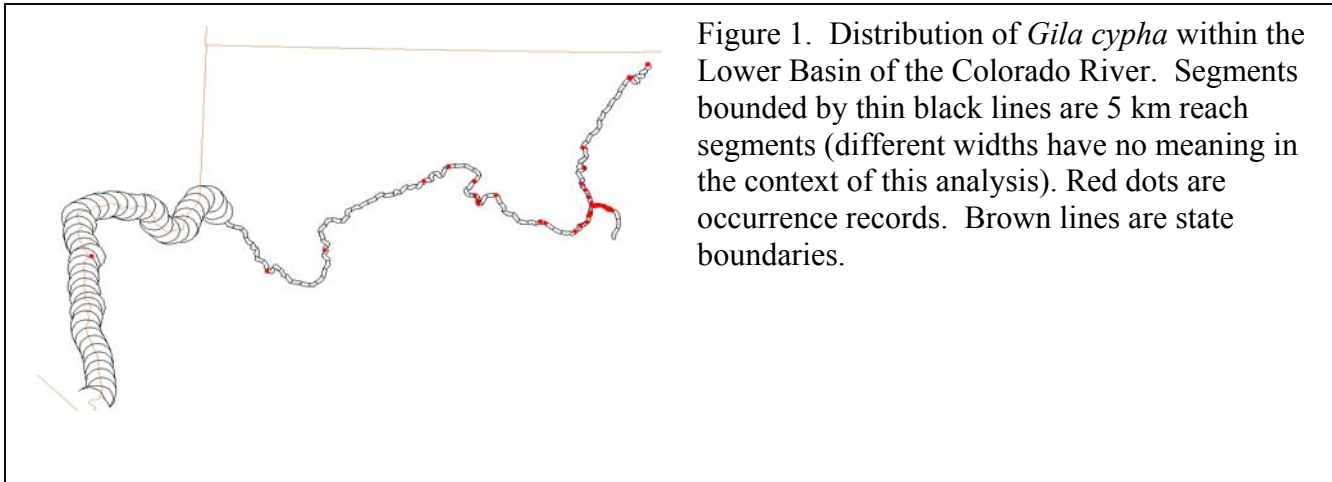 Figure 1.  Distribution of Gila cypha within the
Lower Basin of the Colorado River.  Segments
bounded by thin black lines are 5 km reach
segments (different widths have no meaning in
the context of this analysis). Red dots are
occurrence records.  Brown lines are state
boundaries.